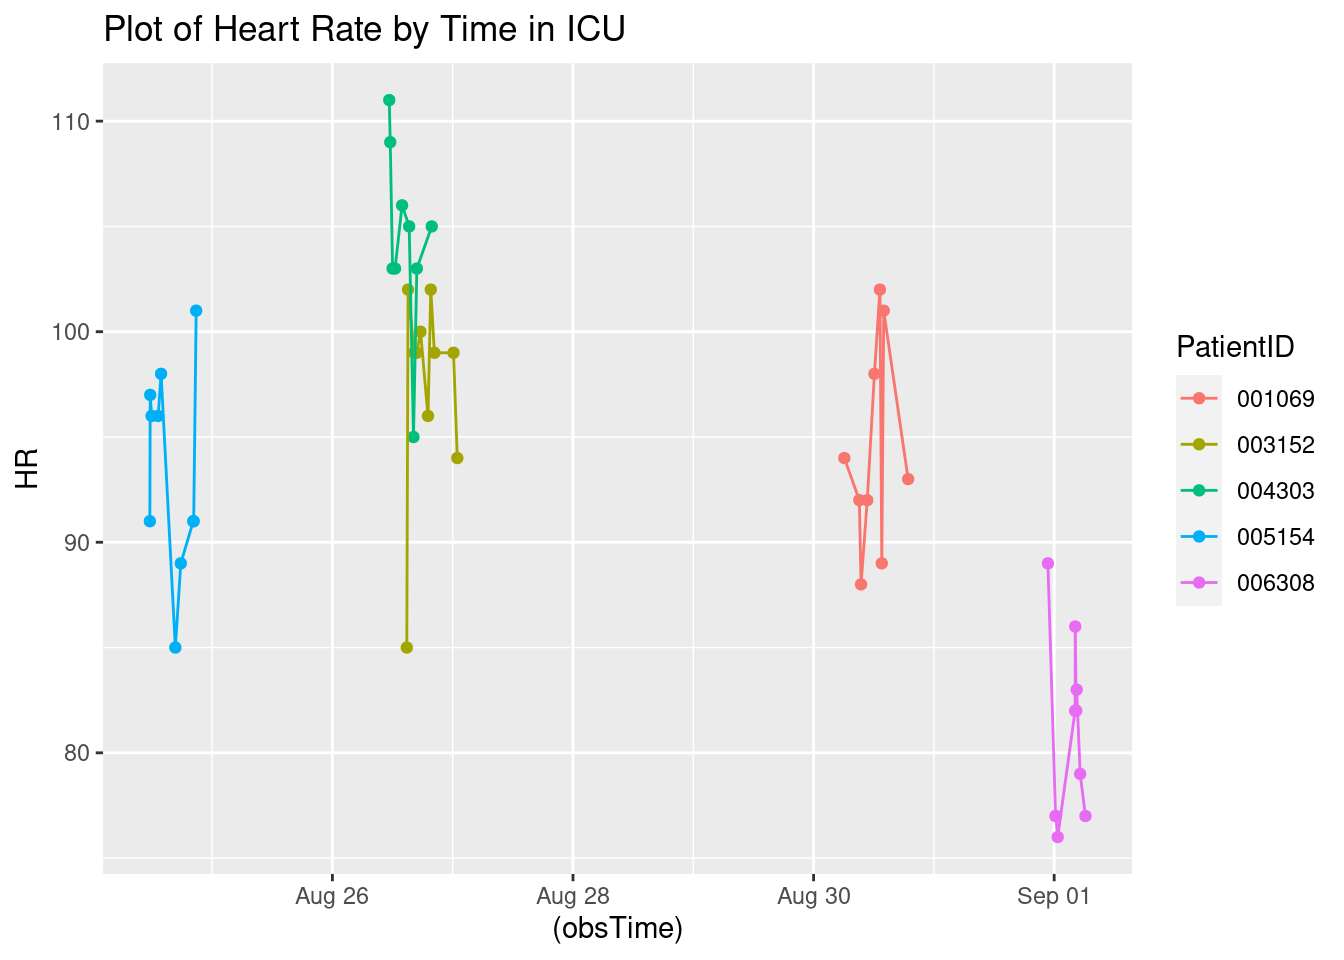 Plot of Heart Rate by Time in ICU
110
100
90
80
HR
Aug 26
Aug 28
Aug 30
Sep 01
(obsTime)
PatientID
001069
003152
004303
005154
006308